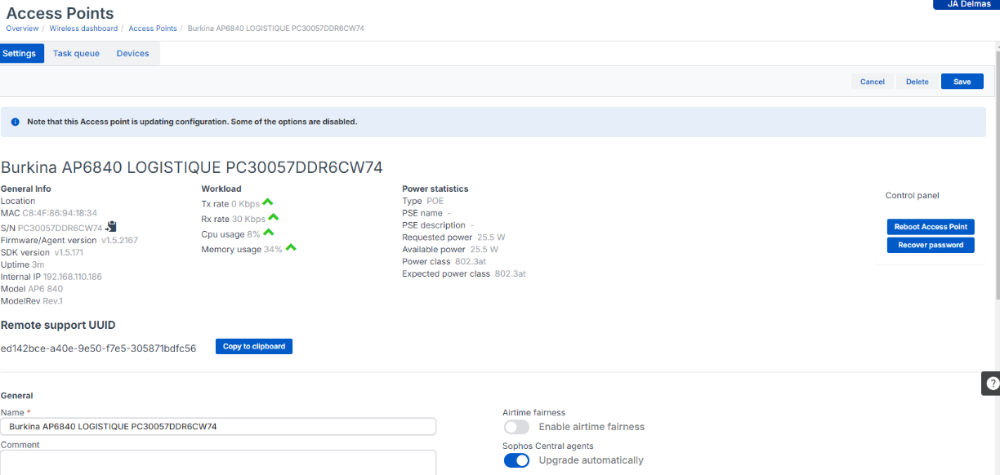 JA Delmas
Access Points
Overview / Wireless dashboard / Access Points / Burkina AP6840 LOGISTIQUE PC30057DDR6CW74
Settings Task queue Devices
Cancel Delete Save
Note that this Access point is updating configuration. Some of the options are disabled.
Burkina AP6840 LOGISTIQUE PC30057DDR6CW74
General Info
Location
MAC C8:4F:86:94:18:34
S/N PC30057DDR6CW74
Firmware/Agent version v1.5.2167
SDK version v1.5.171
Uptime 3m
Internal IP 192.168.110.186
Model AP6 840
ModelRev Rev.1
Workload
Tx rate 0 Kbps
Rx rate 30 Kbps
Cpu usage 8%
Memory usage 34%
Power statistics
Type POE
PSE name -
PSE description -
Requested power 25.5 W
Available power 25.5 W
Power class 802.3at
Expected power class 802.3at
Control panel
Reboot Access Point
Recover password
Remote support UUID
ed142bce-a40e-9e50-f7e5-305871bdfc56 Copy to clipboard
General
Name *
Burkina AP6840 LOGISTIQUE PC30057DDR6CW74
Comment
Airtime fairness
Enable airtime fairness
Sophos Central agents
Upgrade automatically
?